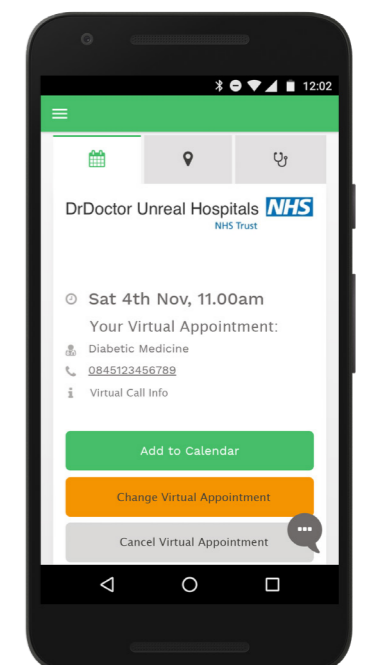 12:02
DrDoctor Unreal Hospitals NHS
NHS Trust
Sat 4th Nov, 11.00am
Your Virtual Appointment:
Diabetic Medicine
0845123456789
Virtual Call Info
Add to Calendar
Change Virtual Appointment
Cancel Virtual Appointment